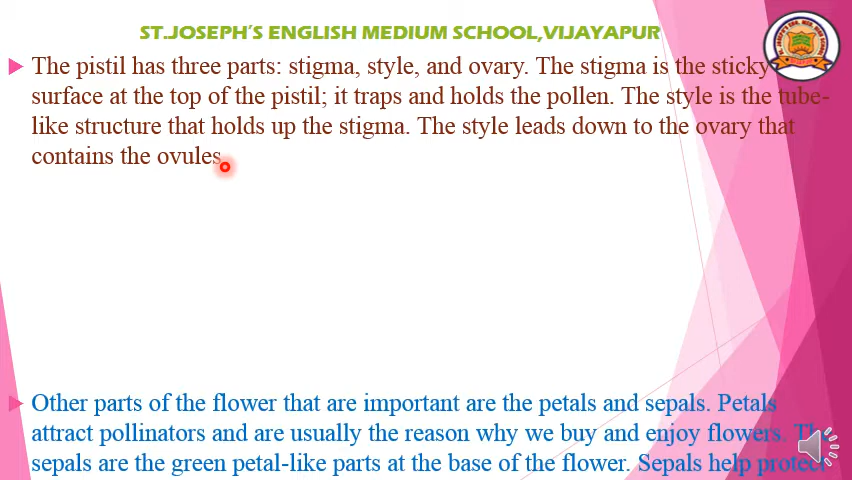 ST.JOSEPH'S ENGLISH MEDIUM SCHOOL,VIJAYAPUR
The pistil has three parts: stigma, style, and ovary. The stigma is the sticky
surface at the top of the pistil; it traps and holds the pollen. The style is the tube-
like structure that holds up the stigma. The style leads down to the ovary that
contains the ovules.
Other parts of the flower that are important are the petals and sepals. Petals
attract pollinators and are usually the reason why we buy and enjoy flowers. The
sepals are the green petal-like parts at the base of the flower. Sepals help protect